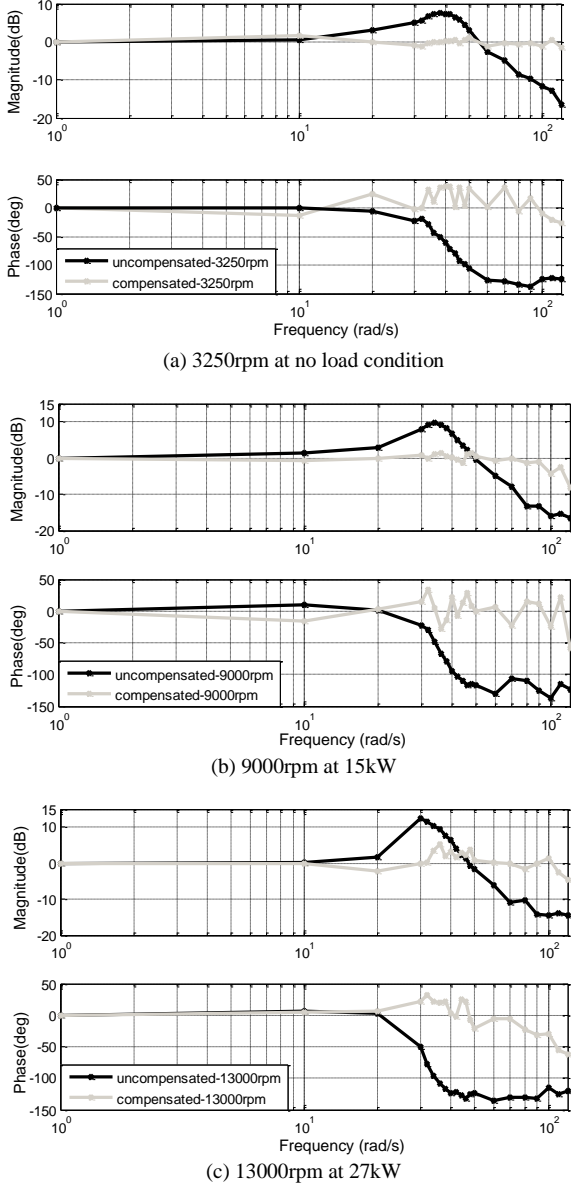 10
0
-10
-20
Magnitude(dB)
10^0
10^1
10^2
50
0
-50
-100
-150
Phase(deg)
uncompensated-3250rpm
compensated-3250rpm
10^0
10^1
10^2
Frequency (rad/s)
(a) 3250rpm at no load condition
15
10
0
-10
-20
Magnitude(dB)
10^0
10^1
10^2
50
0
-50
-100
-150
Phase(deg)
uncompensated-9000rpm
compensated-9000rpm
10^0
10^1
10^2
Frequency (rad/s)
(b) 9000rpm at 15kW
15
10
0
-10
-20
Magnitude(dB)
10^0
10^1
10^2
50
0
-50
-100
-150
Phase(deg)
uncompensated-13000rpm
compensated-13000rpm
10^0
10^1
10^2
Frequency (rad/s)
(c) 13000rpm at 27kW